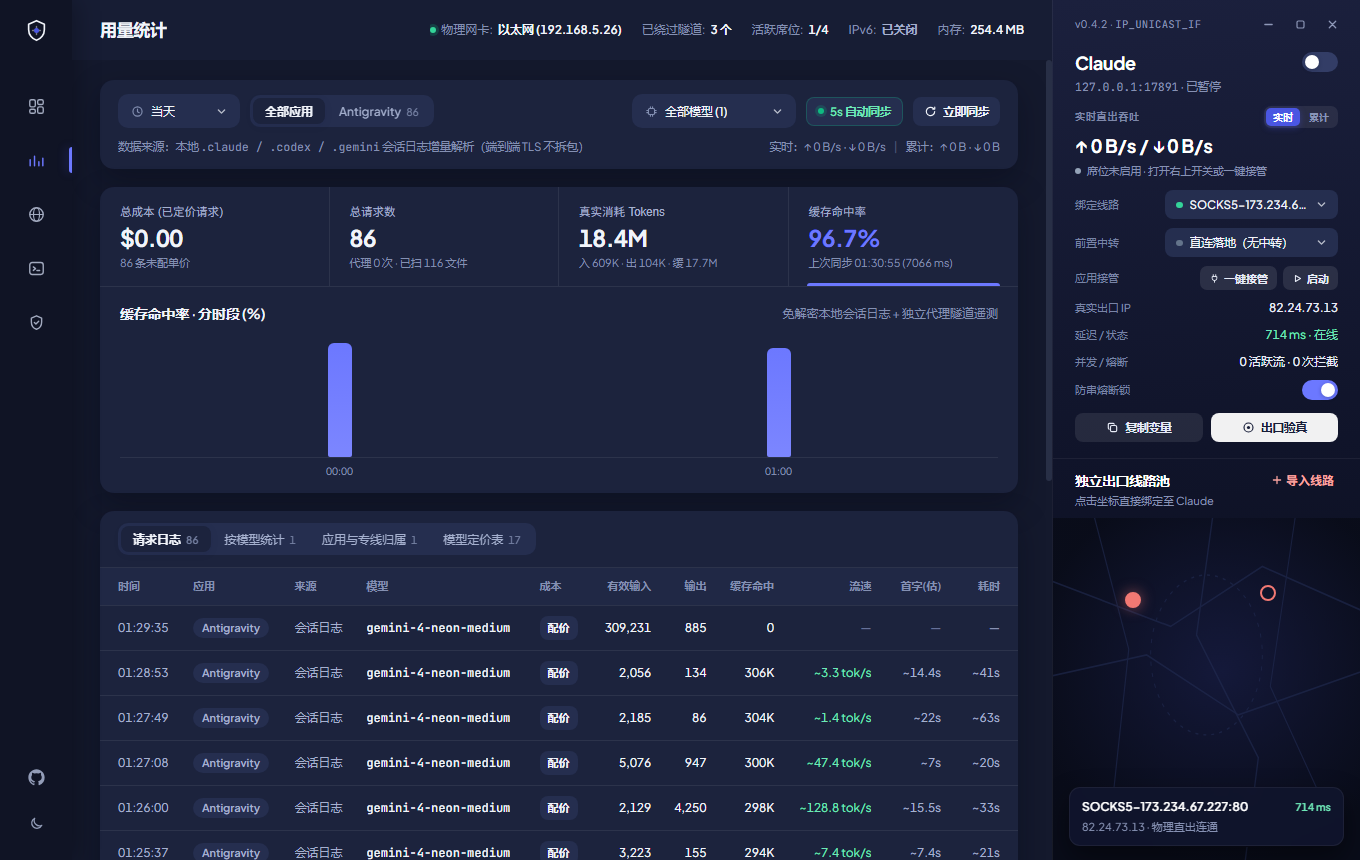 用量统计
物理网卡: 以太网 (192.168.5.26) 已绕过隧道: 3 个 活跃席位: 1/4 IPv6: 已关闭 内存: 254.4 MB
当天
全部应用 Antigravity 86
全部模型 (1)
5s 自动同步
立即同步
数据来源: 本地 .claude / .codex / .gemini 会话日志增量解析 (端到端 TLS 不拆包)
实时: ↑ 0 B/s · ↓ 0 B/s | 累计: ↑ 0 B · ↓ 0 B
总成本 (已定价请求)
$0.00
86 条未配单价
总请求数
86
代理 0 次 · 已扫 116 文件
真实消耗 Tokens
18.4M
入 609K · 出 104K · 缓 17.7M
缓存命中率
96.7%
上次同步 01:30:55 (7066 ms)
缓存命中率 · 分时段 (%)
免解密本地会话日志 + 独立代理隧道遥测
00:00 01:00
请求日志 86 按模型统计 1 应用与专线归属 1 模型定价表 17
时间 应用 来源 模型 成本 有效输入 输出 缓存命中 流速 首字(估) 耗时
01:29:35 Antigravity 会话日志 gemini-4-neon-medium 配价 309,231 885 0 — — —
01:28:53 Antigravity 会话日志 gemini-4-neon-medium 配价 2,056 134 306K ~3.3 tok/s ~14.4s ~41s
01:27:49 Antigravity 会话日志 gemini-4-neon-medium 配价 2,185 86 304K ~1.4 tok/s ~22s ~63s
01:27:08 Antigravity 会话日志 gemini-4-neon-medium 配价 5,076 947 300K ~47.4 tok/s ~7s ~20s
01:26:00 Antigravity 会话日志 gemini-4-neon-medium 配价 2,129 4,250 298K ~128.8 tok/s ~15.5s ~33s
01:25:37 Antigravity 会话日志 gemini-4-neon-medium 配价 3,223 155 294K ~7.4 tok/s ~7.4s ~21s
v0.4.2 · IP_UNICAST_IF
Claude
127.0.0.1:17891 · 已暂停
实时直出吞吐 实时 累计
↑ 0 B/s / ↓ 0 B/s
席位未启用 · 打开右上开关或一键接管
绑定线路 SOCKS5-173.234.6...
前置中转 直连落地 (无中转)
应用接管 一键接管 启动
真实出口 IP 82.24.73.13
延迟 / 状态 714 ms · 在线
并发 / 熔断 0 活跃流 · 0 次拦截
防串熔断锁
复制变量 出口验真
独立出口线路池 + 导入线路
点击坐标直接绑定至 Claude
SOCKS5-173.234.67.227:80 714 ms
82.24.73.13 · 物理直出连通